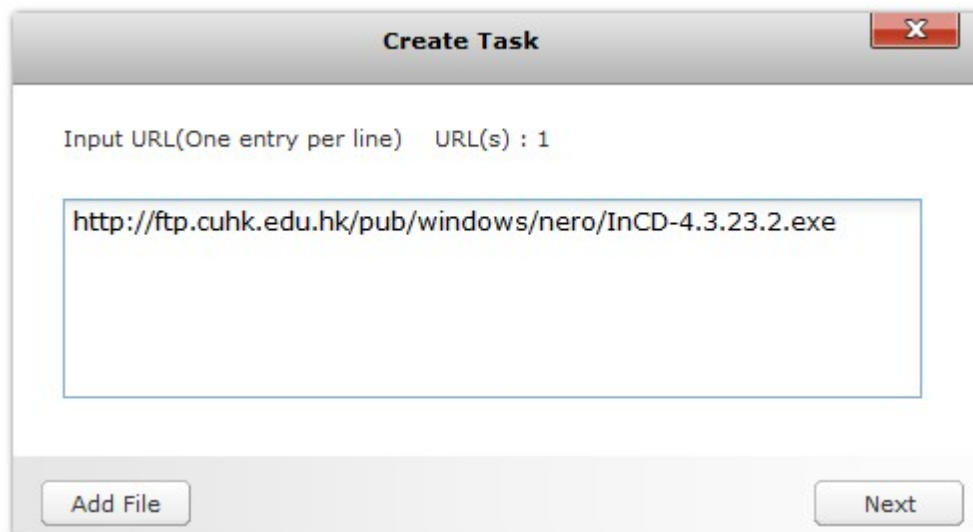 Create Task
X
Input URL(One entry per line) URL(s) : 1
http://ftp.cuhk.edu.hk/pub/windows/nero/InCD-4.3.23.2.exe
Add File Next